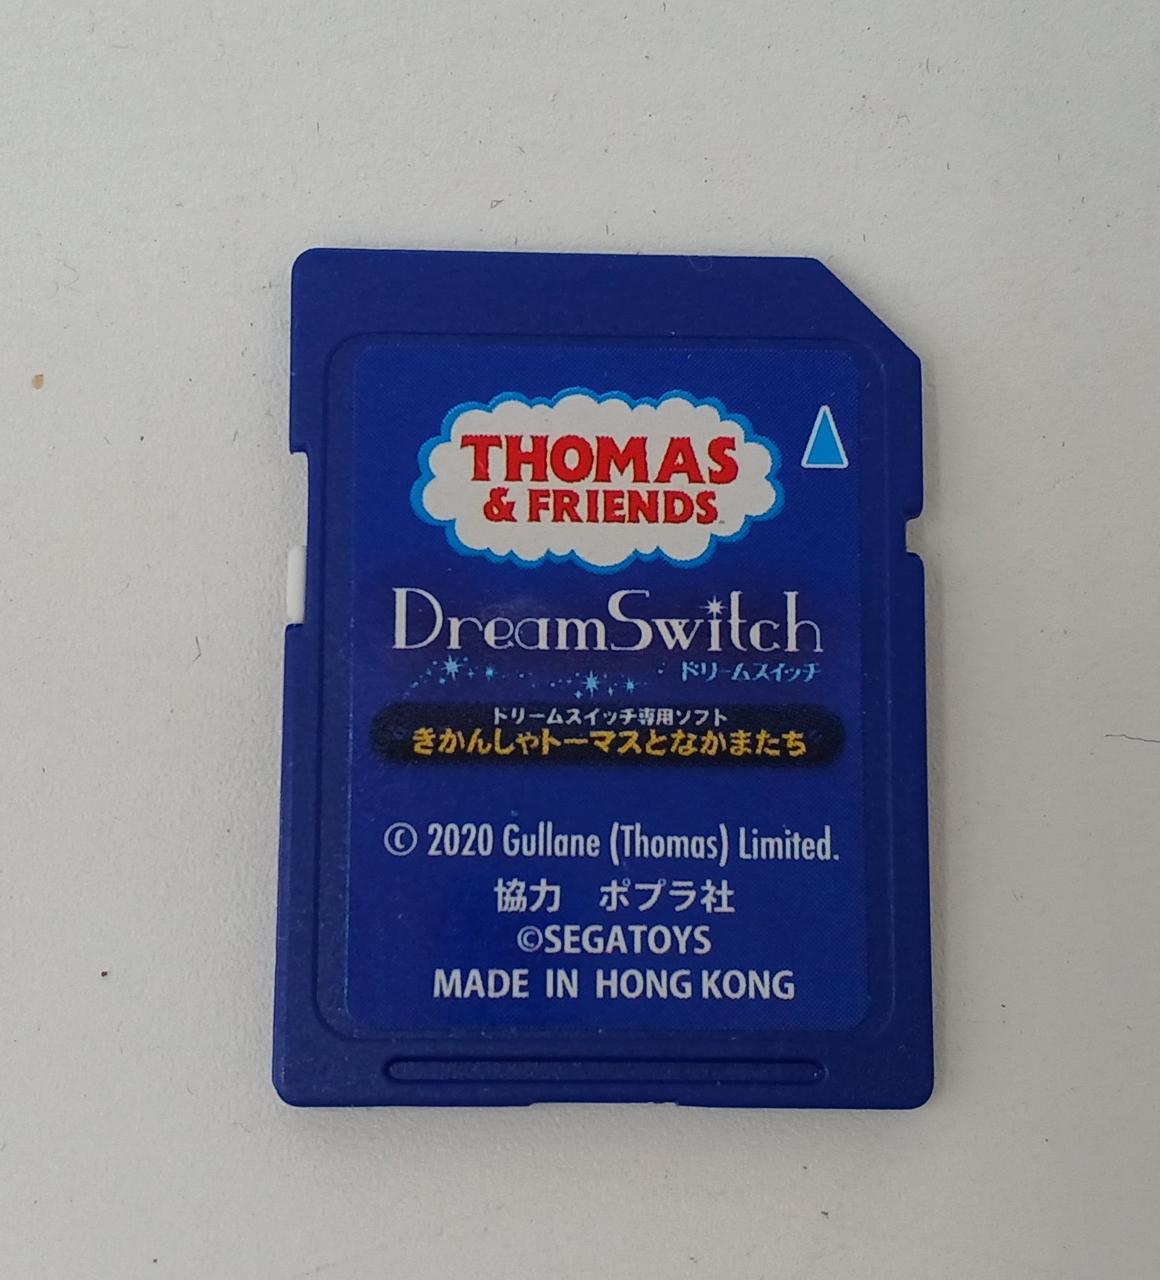 THOMAS
& FRIENDS
DreamSwitch
ドリームスイッチ
ドリームスイッチ専用ソフト
きかんしゃトーマスとなかまたち
© 2020 Gullane (Thomas) Limited.
協力　ポプラ社
©SEGATOYS
MADE IN HONG KONG